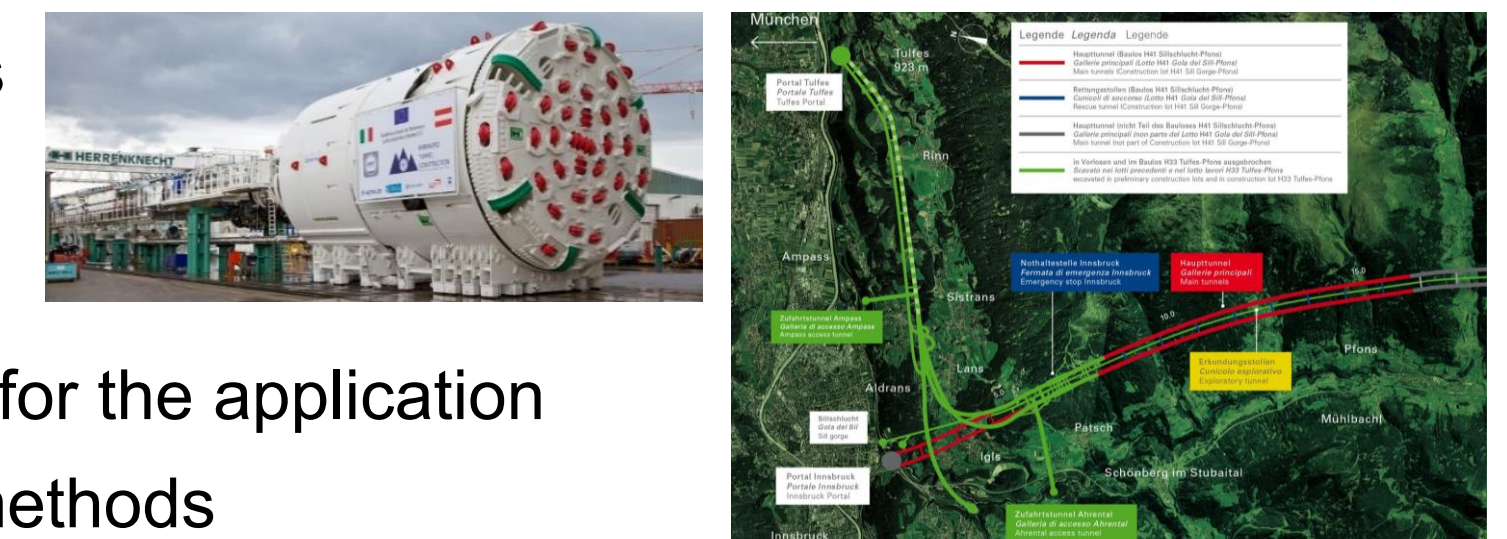 s
HERRENKNECHT
for the application
nethods
München
Tulfes
923 m
N
Portal Tulfes
Portale Tulfes
Tulfes Portal
Legende Legenda Legende
Haupttunnel (Baulos H41 Sillschlucht-Pfons)
Gallerie principali (Lotto H41 Gola del Sill-Pfons)
Main tunnels (Construction lot H41 Sill Gorge-Pfons)
Rettungsstollen (Baulos H41 Sillschlucht-Pfons)
Cunicoli di soccorso (Lotto H41 Gola del Sill-Pfons)
Rescue tunnel (Construction lot H41 Sill Gorge-Pfons)
Haupttunnel (nicht Teil des Bauloses H41 Sillschlucht-Pfons)
Gallerie principali (non parte del Lotto H41 Gola del Sill-Pfons)
Main tunnel (not part of Construction lot H41 Sill Gorge-Pfons)
in Vorlosen und im Baulos H33 Tulfes-Pfons ausgebrochen
Scavato nei lotti precedenti e nel lotto lavori H33 Tulfes-Pfons
excavated in preliminary construction lots and in construction lot H33 Tulfes-Pfons
Rinn
Ampass
Sistrans
Nothaltestelle Innsbruck
Fermata di emergenza Innsbruck
Emergency stop Innsbruck
Haupttunnel
Gallerie principali
Main tunnels
15.0
10.0
Zufahrtstunnel Ampass
Galleria di accesso Ampass
Ampass access tunnel
Lans
Pfons
Erkundungsstollen
Cunicolo esplorativo
Exploratory tunnel
Aldrans
5.0
Mühlbachl
Sillschlucht
Gola del Sil
Sill gorge
Patsch
Igls
Schönberg im Stubaital
Portal Innsbruck
Portale Innsbruck
Innsbruck Portal
Zufahrtstunnel Ahrental
Galleria di accesso Ahrental
Ahrental access tunnel
Innsbruck